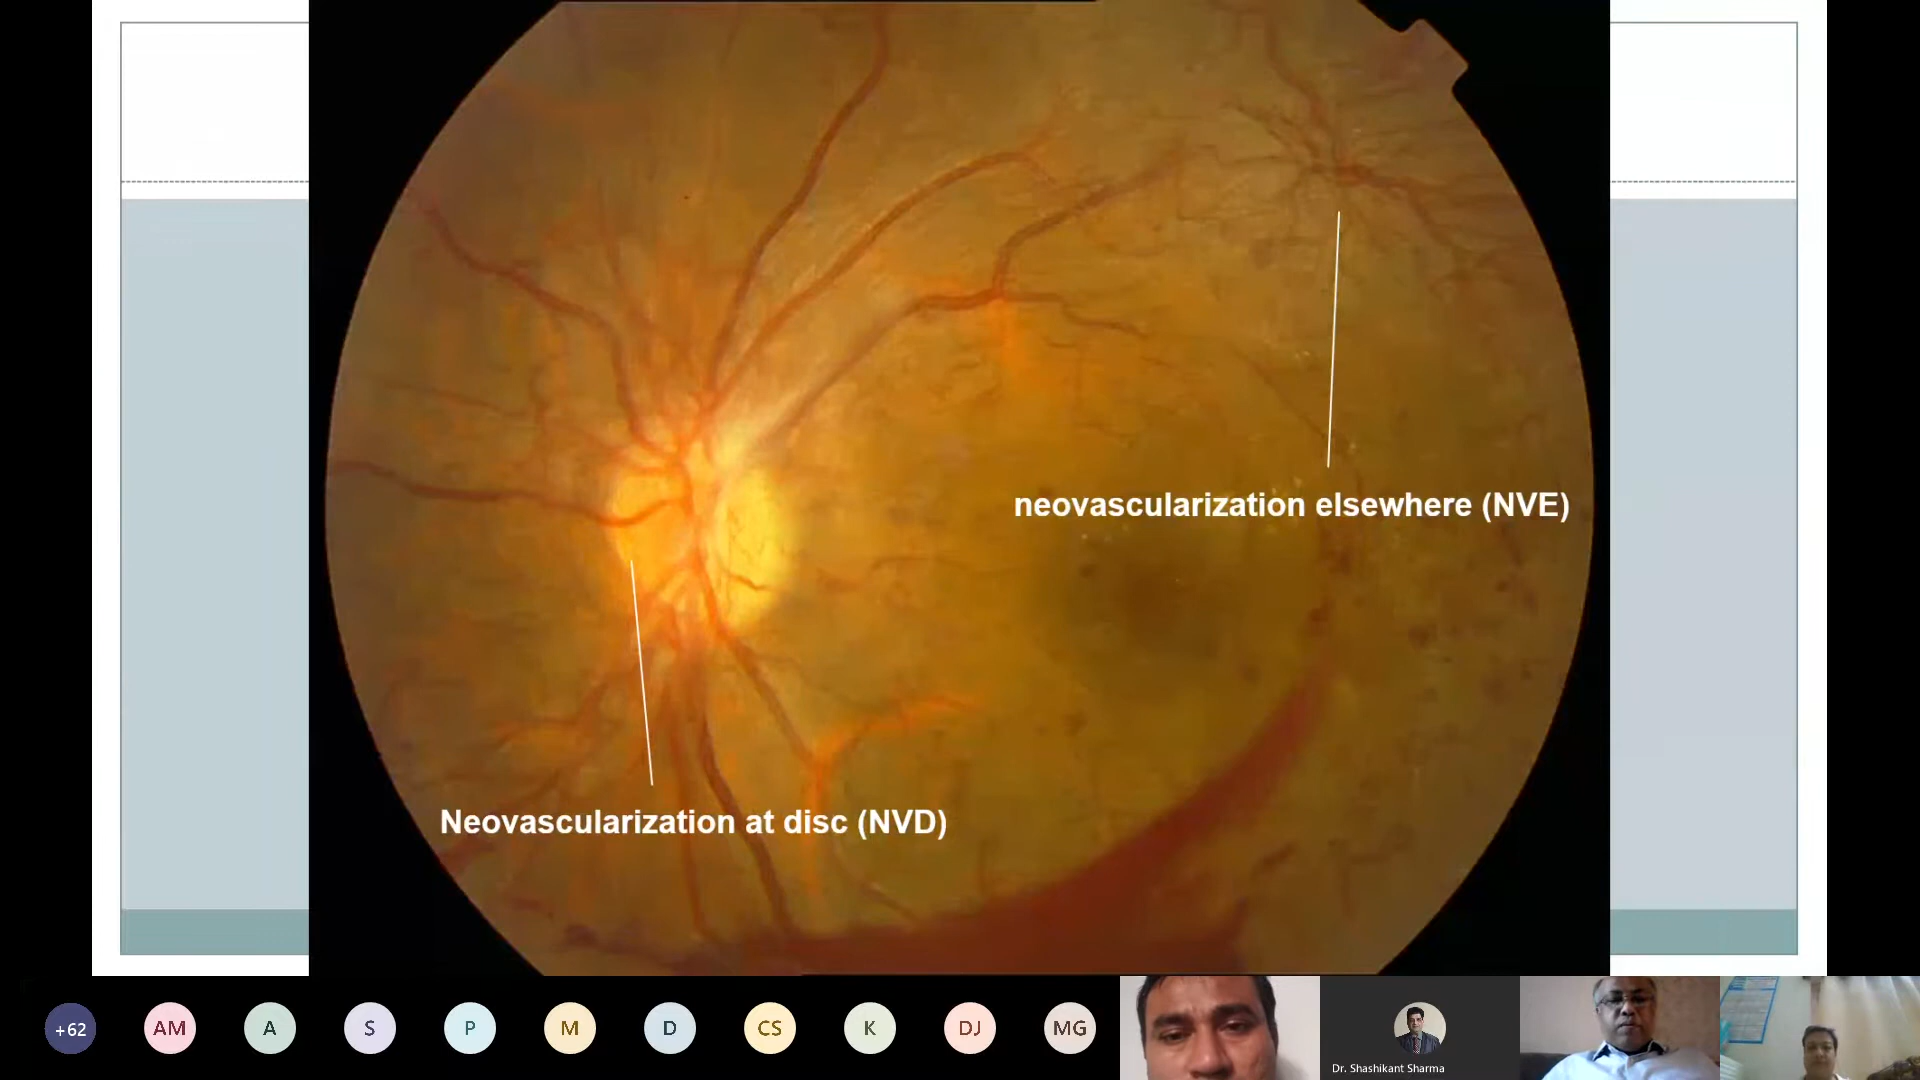 neovascularization elsewhere (NVE)
Neovascularization at disc (NVD)
+62
AM
A
S
P
M
D
CS
K
DJ
MG
Dr. Shashikant Sharma